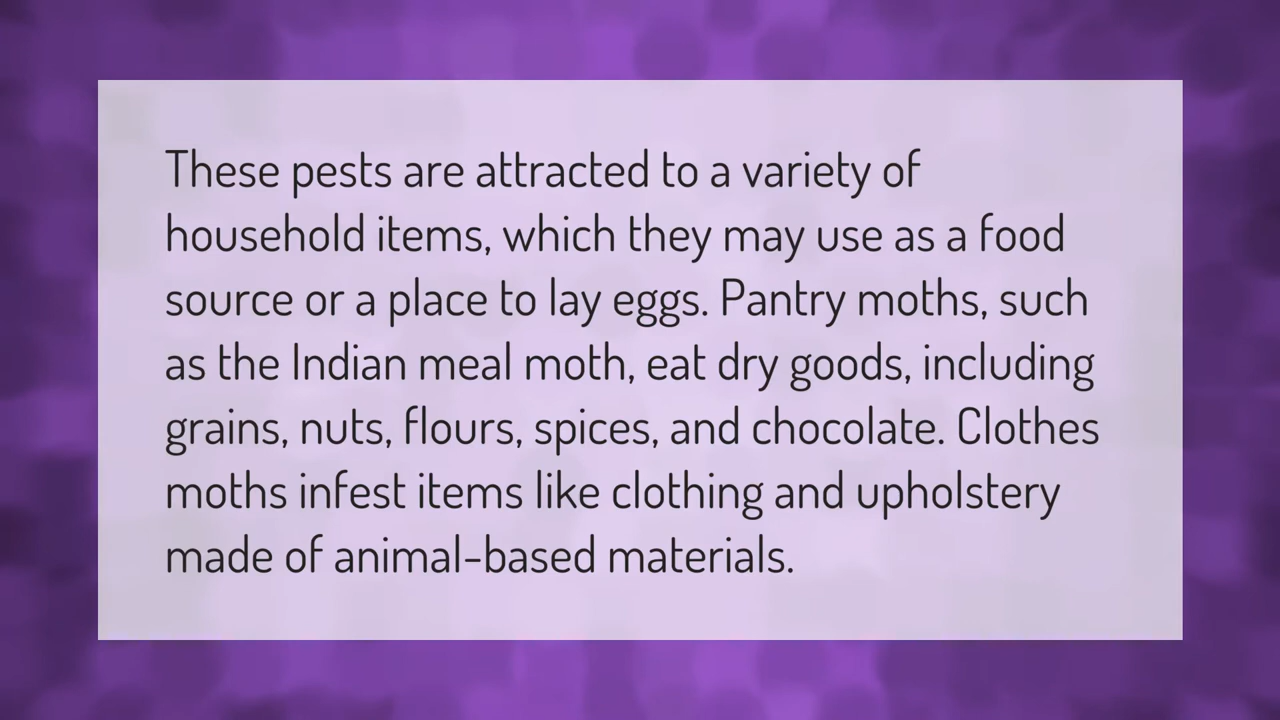 These pests are attracted to a variety of
household items, which they may use as a food
source or a place to lay eggs. Pantry moths, such
as the Indian meal moth, eat dry goods, including
grains, nuts, flours, spices, and chocolate. Clothes
moths infest items like clothing and upholstery
made of animal-based materials.